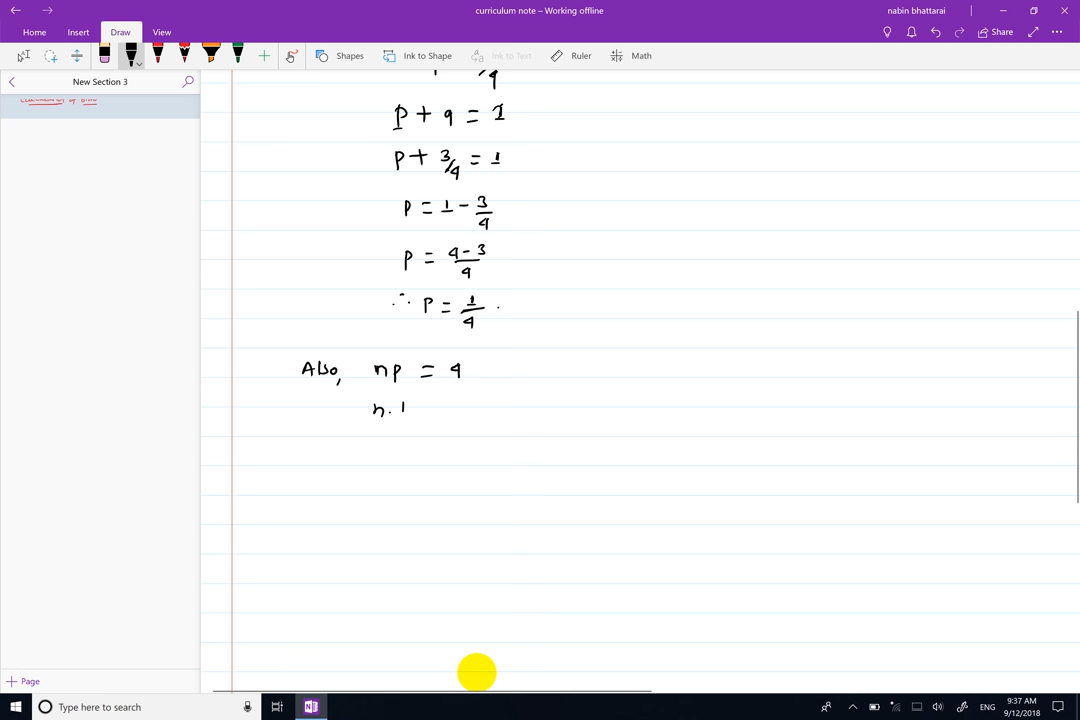 curriculum note – Working offline
nabin bhattarai
Home Insert Draw View
Share
Shapes Ink to Shape Ink to Text Ruler Math
New Section 3
p + q = 1
p + 3/4 = 1
p = 1 - 3/4
p = 4-3/4
∴ p = 1/4 .
Also, np = 4
n. 1
+ Page
Type here to search
ENG
9:37 AM
9/12/2018